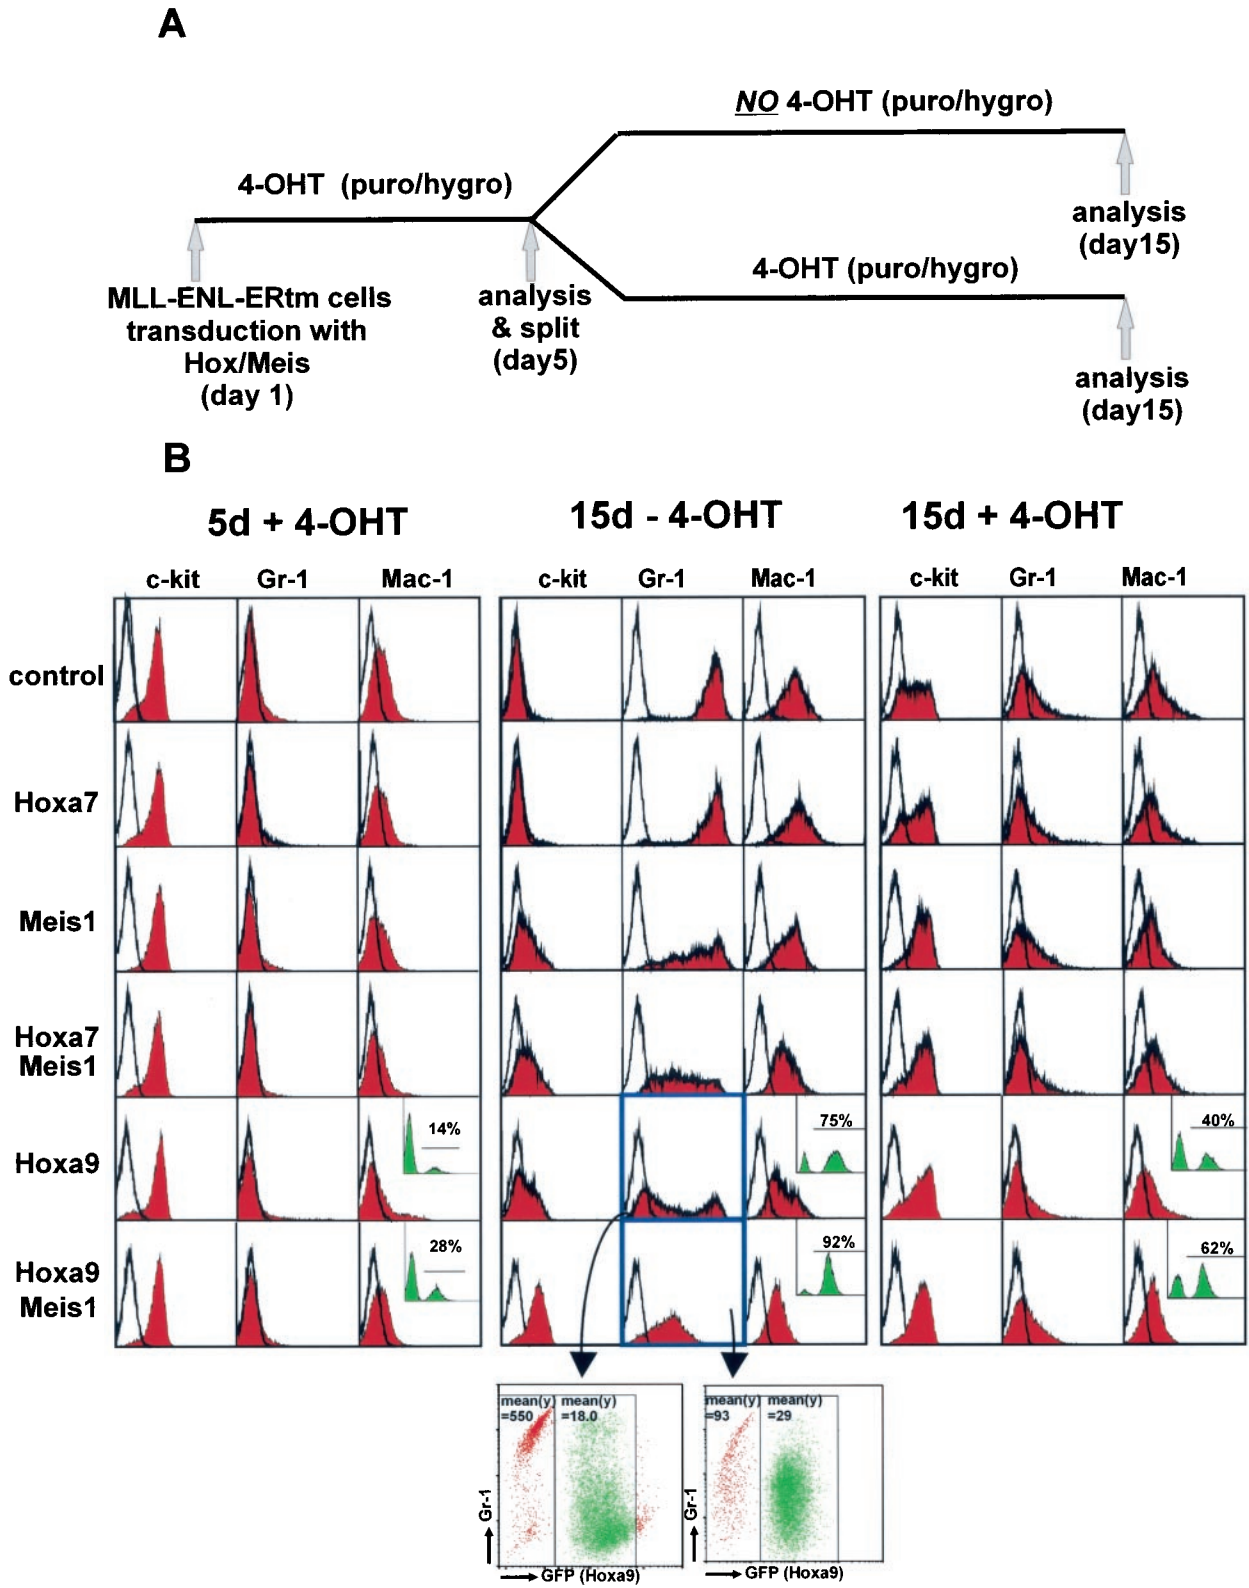 A
NO 4-OHT (puro/hygro)
4-OHT (puro/hygro)
analysis
(day15)
4-OHT (puro/hygro)
MLL-ENL-ERtm cells
transduction with
Hox/Meis
(day 1)
analysis
& split
(day5)
analysis
(day15)
B
5d + 4-OHT
15d - 4-OHT
15d + 4-OHT
c-kit Gr-1 Mac-1 c-kit Gr-1 Mac-1 c-kit Gr-1 Mac-1
control
Hoxa7
Meis1
Hoxa7
Meis1
Hoxa9
14%
75%
40%
Hoxa9
Meis1
28%
92%
62%
mean(y)
=550
mean(y)
=18.0
mean(y)
=93
mean(y)
=29
Gr-1
GFP (Hoxa9)
Gr-1
GFP (Hoxa9)